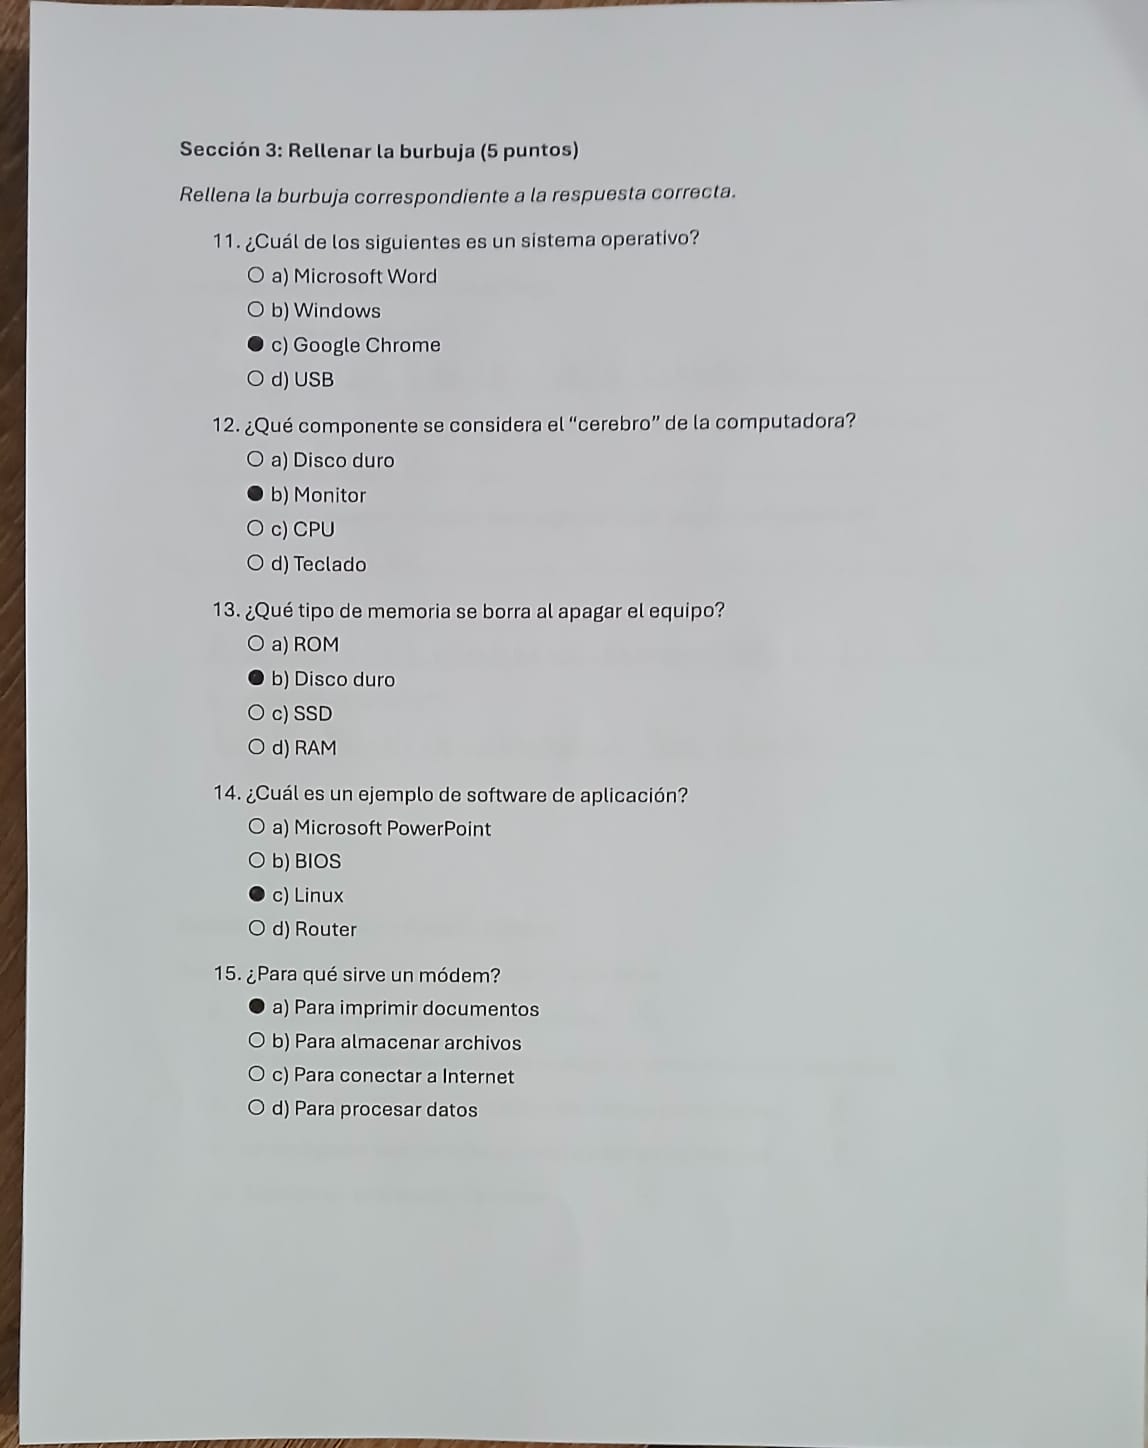 Sección 3: Rellenar la burbuja (5 puntos)
Rellena la burbuja correspondiente a la respuesta correcta.
11. ¿Cuál de los siguientes es un sistema operativo?
○ a) Microsoft Word
○ b) Windows
● c) Google Chrome
○ d) USB
12. ¿Qué componente se considera el “cerebro” de la computadora?
○ a) Disco duro
● b) Monitor
○ c) CPU
○ d) Teclado
13. ¿Qué tipo de memoria se borra al apagar el equipo?
○ a) ROM
● b) Disco duro
○ c) SSD
○ d) RAM
14. ¿Cuál es un ejemplo de software de aplicación?
○ a) Microsoft PowerPoint
○ b) BIOS
● c) Linux
○ d) Router
15. ¿Para qué sirve un módem?
● a) Para imprimir documentos
○ b) Para almacenar archivos
○ c) Para conectar a Internet
○ d) Para procesar datos